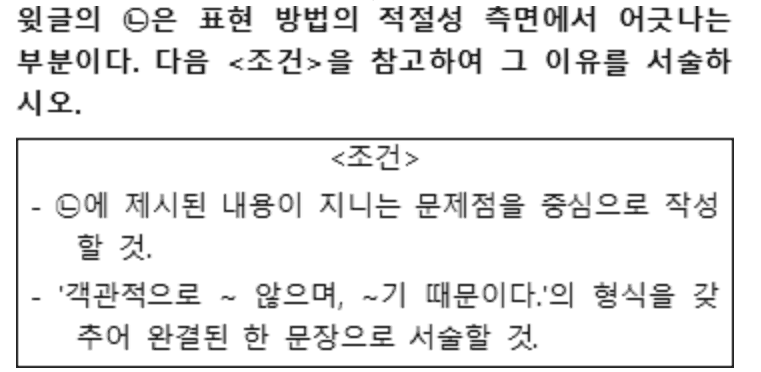 윗글의 ㉡은 표현 방법의 적절성 측면에서 어긋나는
부분이다. 다음 <조건>을 참고하여 그 이유를 서술하
시오.
<조건>
- ㉡에 제시된 내용이 지니는 문제점을 중심으로 작성
할 것.
- '객관적으로 ~ 않으며, ~기 때문이다.'의 형식을 갖
추어 완결된 한 문장으로 서술할 것.